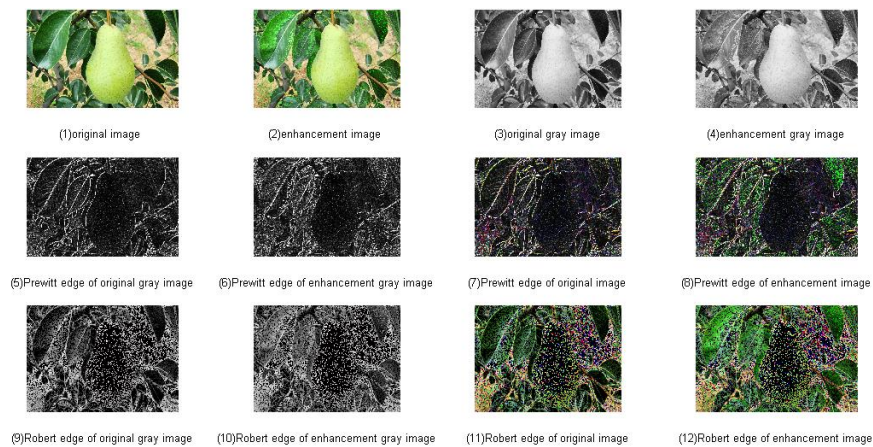 (1)original image
(2)enhancement image
(3)original gray image
(4)enhancement gray image
(5)Prewitt edge of original gray image
(6)Prewitt edge of enhancement gray image
(7)Prewitt edge of original image
(8)Prewitt edge of enhancement image
(9)Robert edge of original gray image
(10)Robert edge of enhancement gray image
(11)Robert edge of original image
(12)Robert edge of enhancement image